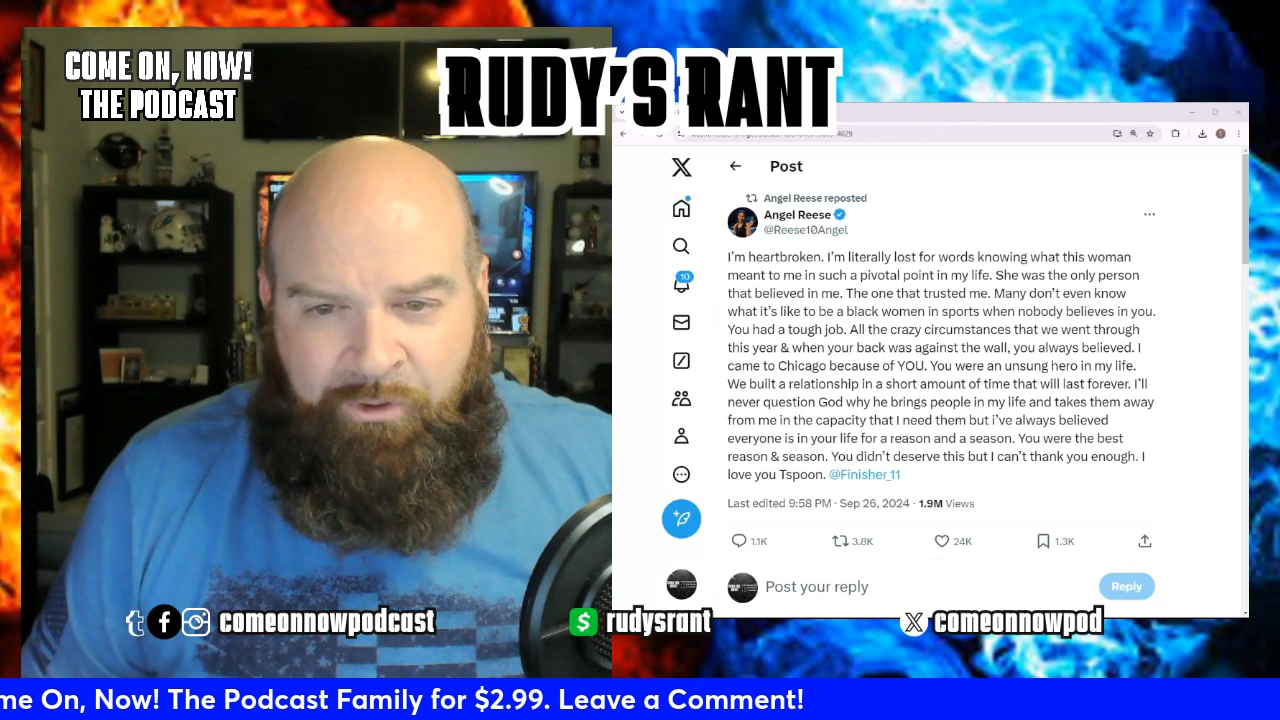 COME ON, NOW!
THE PODCAST
RUDY'S RANT
Post
Angel Reese reposted
Angel Reese
@Reese10Angel
I'm heartbroken. I'm literally lost for words knowing what this woman
meant to me in such a pivotal point in my life. She was the only person
that believed in me. The one that trusted me. Many don't even know
what it's like to be a black women in sports when nobody believes in you.
You had a tough job. All the crazy circumstances that we went through
this year & when your back was against the wall, you always believed. I
came to Chicago because of YOU. You were an unsung hero in my life.
We built a relationship in a short amount of time that will last forever. I'll
never question God why he brings people in my life and takes them away
from me in the capacity that I need them but i've always believed
everyone is in your life for a reason and a season. You were the best
reason & season. You didn't deserve this but I can't thank you enough. I
love you Tspoon. @Finisher_11
Last edited 9:58 PM · Sep 26, 2024 · 1.9M Views
1.1K 3.8K 24K 1.3K
10
Post your reply
Reply
comeonnowpodcast
$ rudysrant
comeonnowpod
me On, Now! The Podcast Family for $2.99. Leave a Comment!